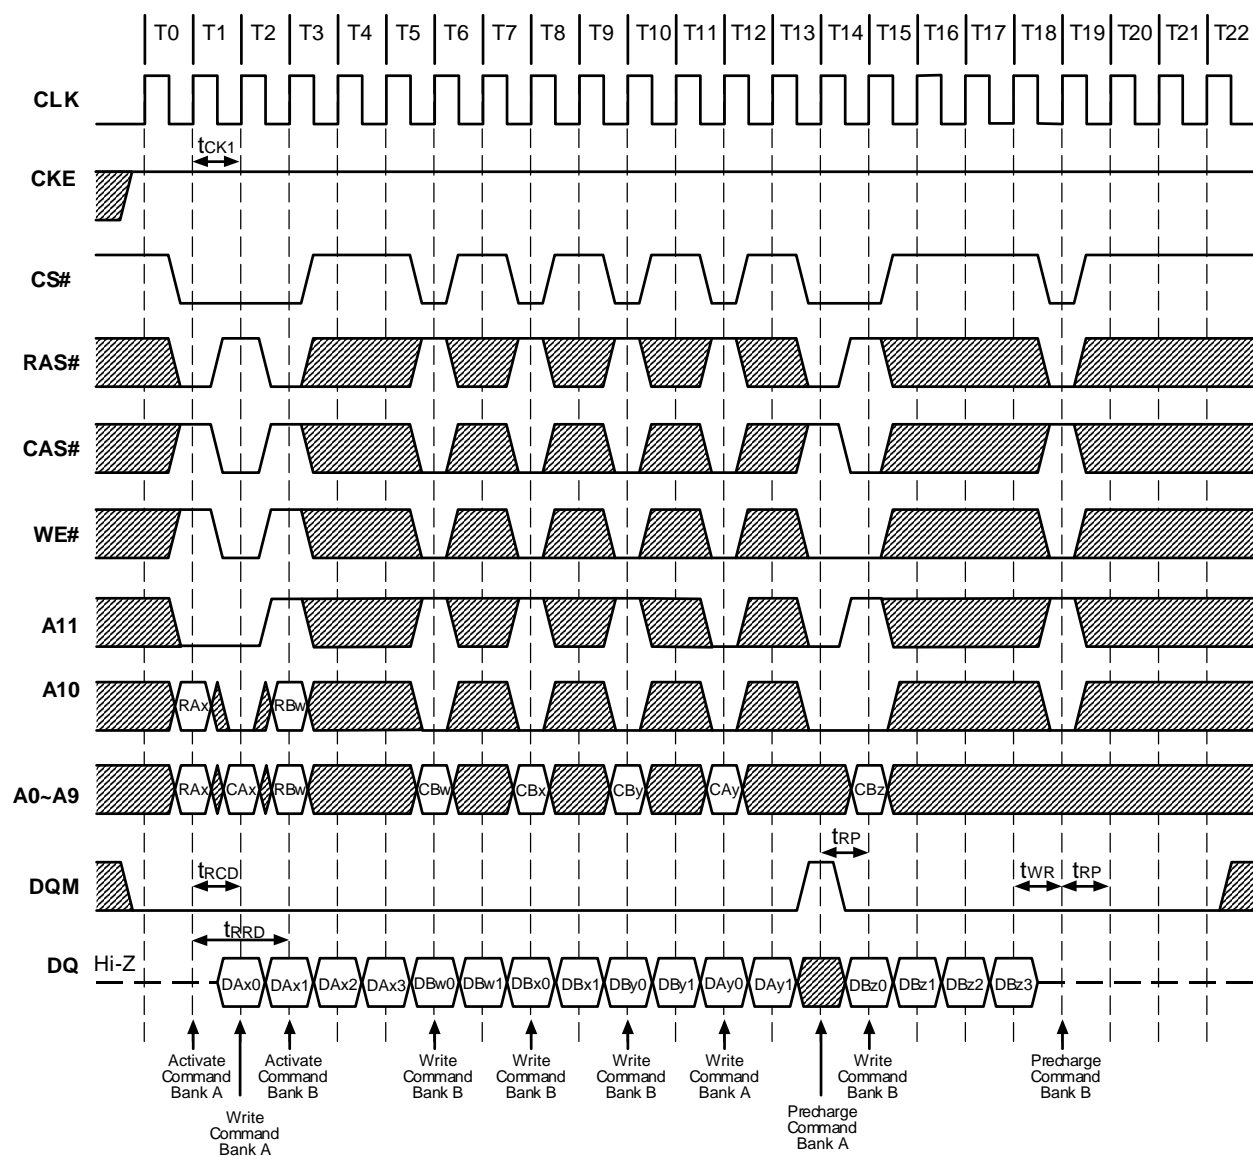 T0 T1 T2 T3 T4 T5 T6 T7 T8 T9 T10 T11 T12 T13 T14 T15 T16 T17 T18 T19 T20 T21 T22
CLK
tCK1
CKE
CS#
RAS#
CAS#
WE#
A11
A10
RAx RBw
A0~A9
RAx CAx RBw CBw CBx CBy CAy CBz
tRP
DQM
tRCD tWR tRP
tRRD
DQ Hi-Z
DAx0 DAx1 DAx2 DAx3 DBw0 DBw1 DBx0 DBx1 DBy0 DBy1 DAy0 DAy1 DBz0 DBz1 DBz2 DBz3
Activate
Command
Bank A
Write
Command
Bank A
Activate
Command
Bank B
Write
Command
Bank B
Write
Command
Bank B
Write
Command
Bank B
Write
Command
Bank A
Precharge
Command
Bank A
Write
Command
Bank B
Precharge
Command
Bank B